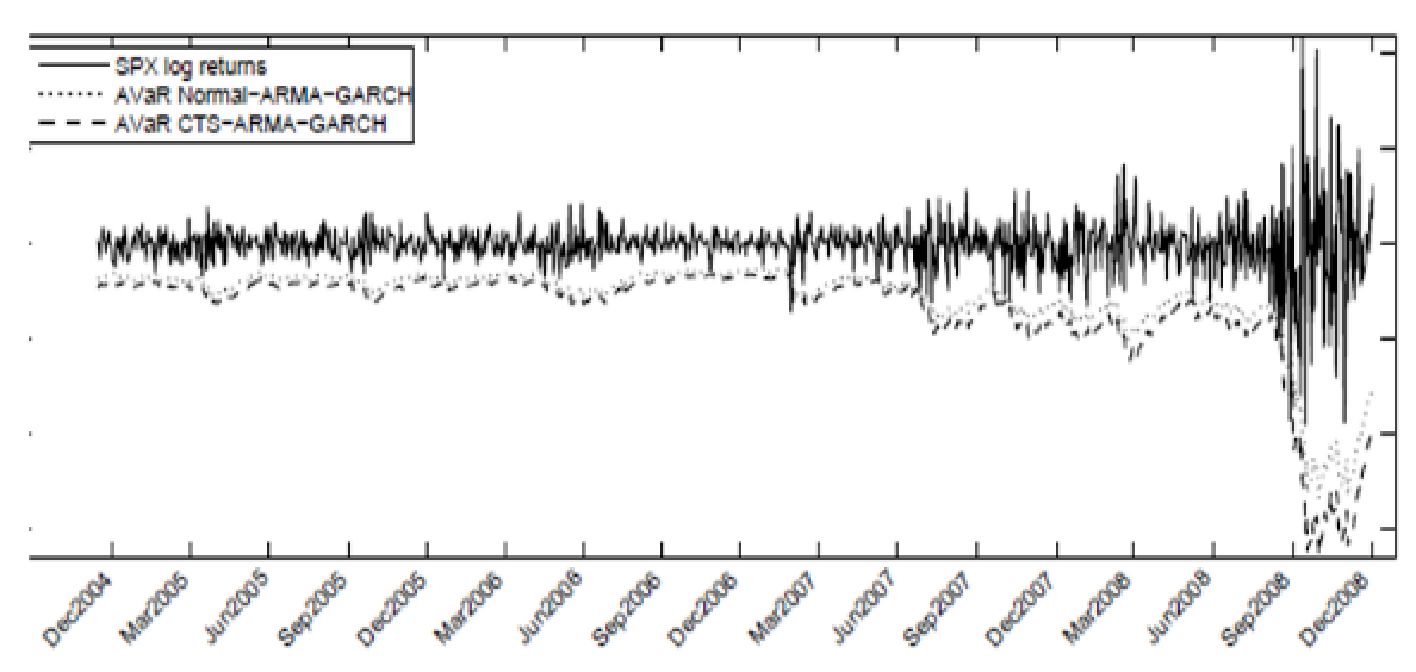 SPX log returns
AVaR Normal-ARMA-GARCH
AVaR CTS-ARMA-GARCH
Dec2004
Mar2005
Jun2005
Sep2005
Dec2005
Mar2006
Jun2006
Sep2006
Dec2006
Mar2007
Jun2007
Sep2007
Dec2007
Mar2008
Jun2008
Sep2008
Dec2008